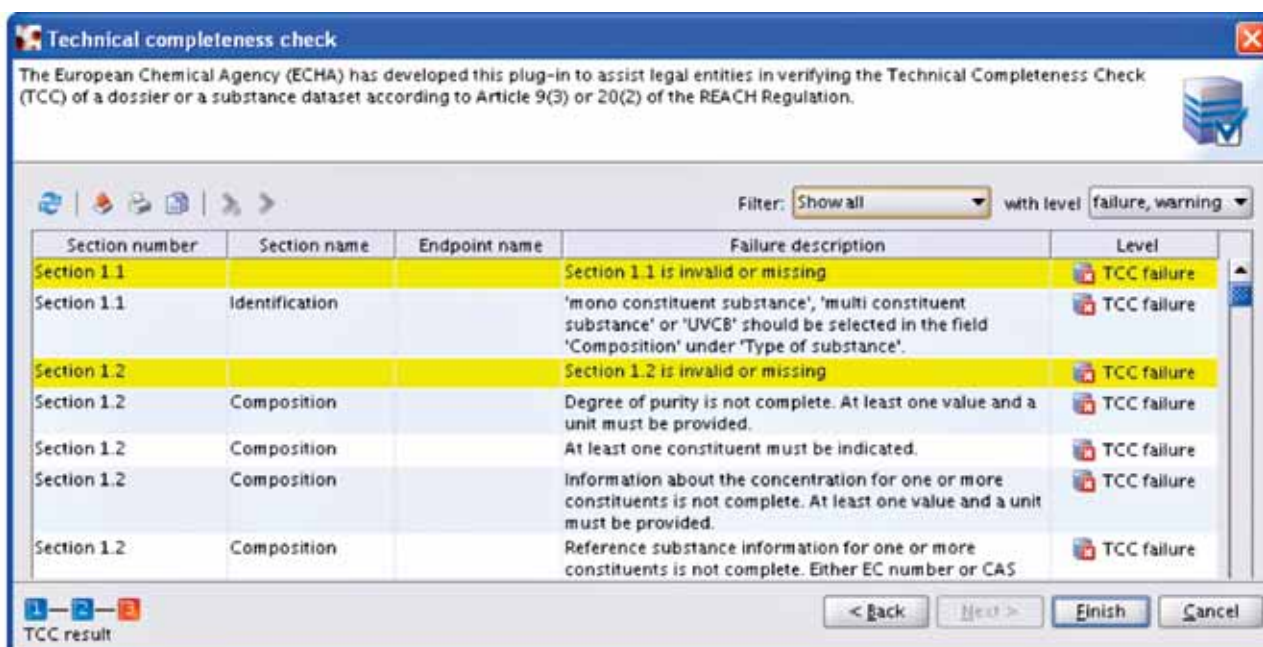 Technical completeness check
The European Chemical Agency (ECHA) has developed this plug-in to assist legal entities in verifying the Technical Completeness Check
(TCC) of a dossier or a substance dataset according to Article 9(3) or 20(2) of the REACH Regulation.
Filter: Show all with level failure, warning
Section number Section name Endpoint name Failure description Level
Section 1.1 Section 1.1 is invalid or missing TCC failure
Section 1.1 Identification 'mono constituent substance', 'multi constituent TCC failure
substance' or 'UVCB' should be selected in the field
'Composition' under 'Type of substance'.
Section 1.2 Section 1.2 is invalid or missing TCC failure
Section 1.2 Composition Degree of purity is not complete. At least one value and a TCC failure
unit must be provided.
Section 1.2 Composition At least one constituent must be indicated. TCC failure
Section 1.2 Composition Information about the concentration for one or more TCC failure
constituents is not complete. At least one value and a unit
must be provided.
Section 1.2 Composition Reference substance information for one or more TCC failure
constituents is not complete. Either EC number or CAS
1 2 3 < Back Next > Finish Cancel
TCC result